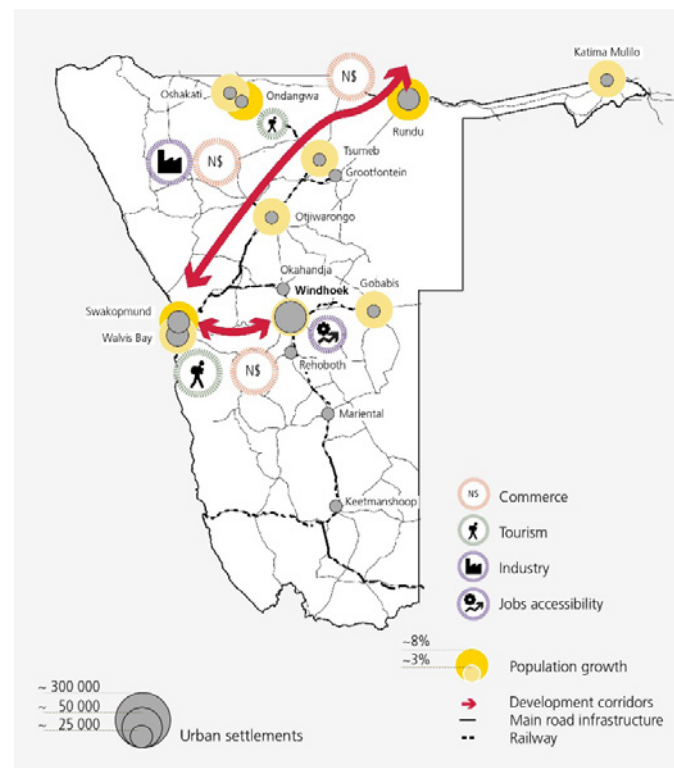 Katima Mulilo
N$
Oshakati
Ondangwa
Rundu
Tsumeb
N$
Grootfontein
Otjiwarongo
Okahandja
Gobabis
Windhoek
Swakopmund
Walvis Bay
N$
Rehoboth
Mariental
Keetmanshoop
N$ Commerce
Tourism
Industry
Jobs accessibility
~8%
~3%
Population growth
~ 300 000
~ 50 000
~ 25 000
Urban settlements
Development corridors
Main road infrastructure
Railway